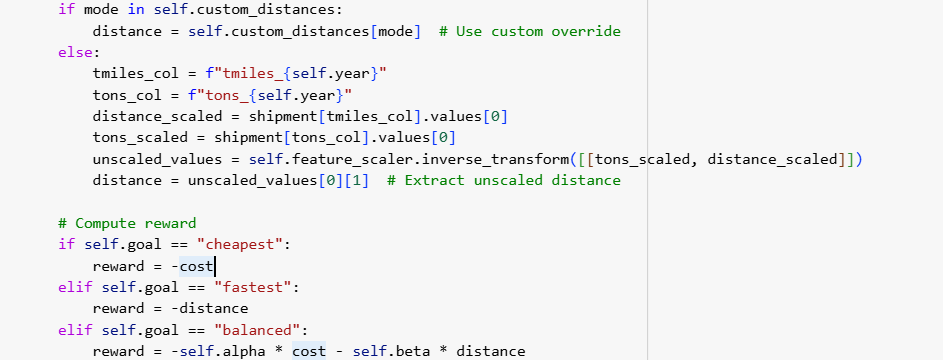 if mode in self.custom_distances:
    distance = self.custom_distances[mode]  # Use custom override
else:
    tmiles_col = f"tmiles_{self.year}"
    tons_col = f"tons_{self.year}"
    distance_scaled = shipment[tmiles_col].values[0]
    tons_scaled = shipment[tons_col].values[0]
    unscaled_values = self.feature_scaler.inverse_transform([[tons_scaled, distance_scaled]])
    distance = unscaled_values[0][1]  # Extract unscaled distance

# Compute reward
if self.goal == "cheapest":
    reward = -cost
elif self.goal == "fastest":
    reward = -distance
elif self.goal == "balanced":
    reward = -self.alpha * cost - self.beta * distance